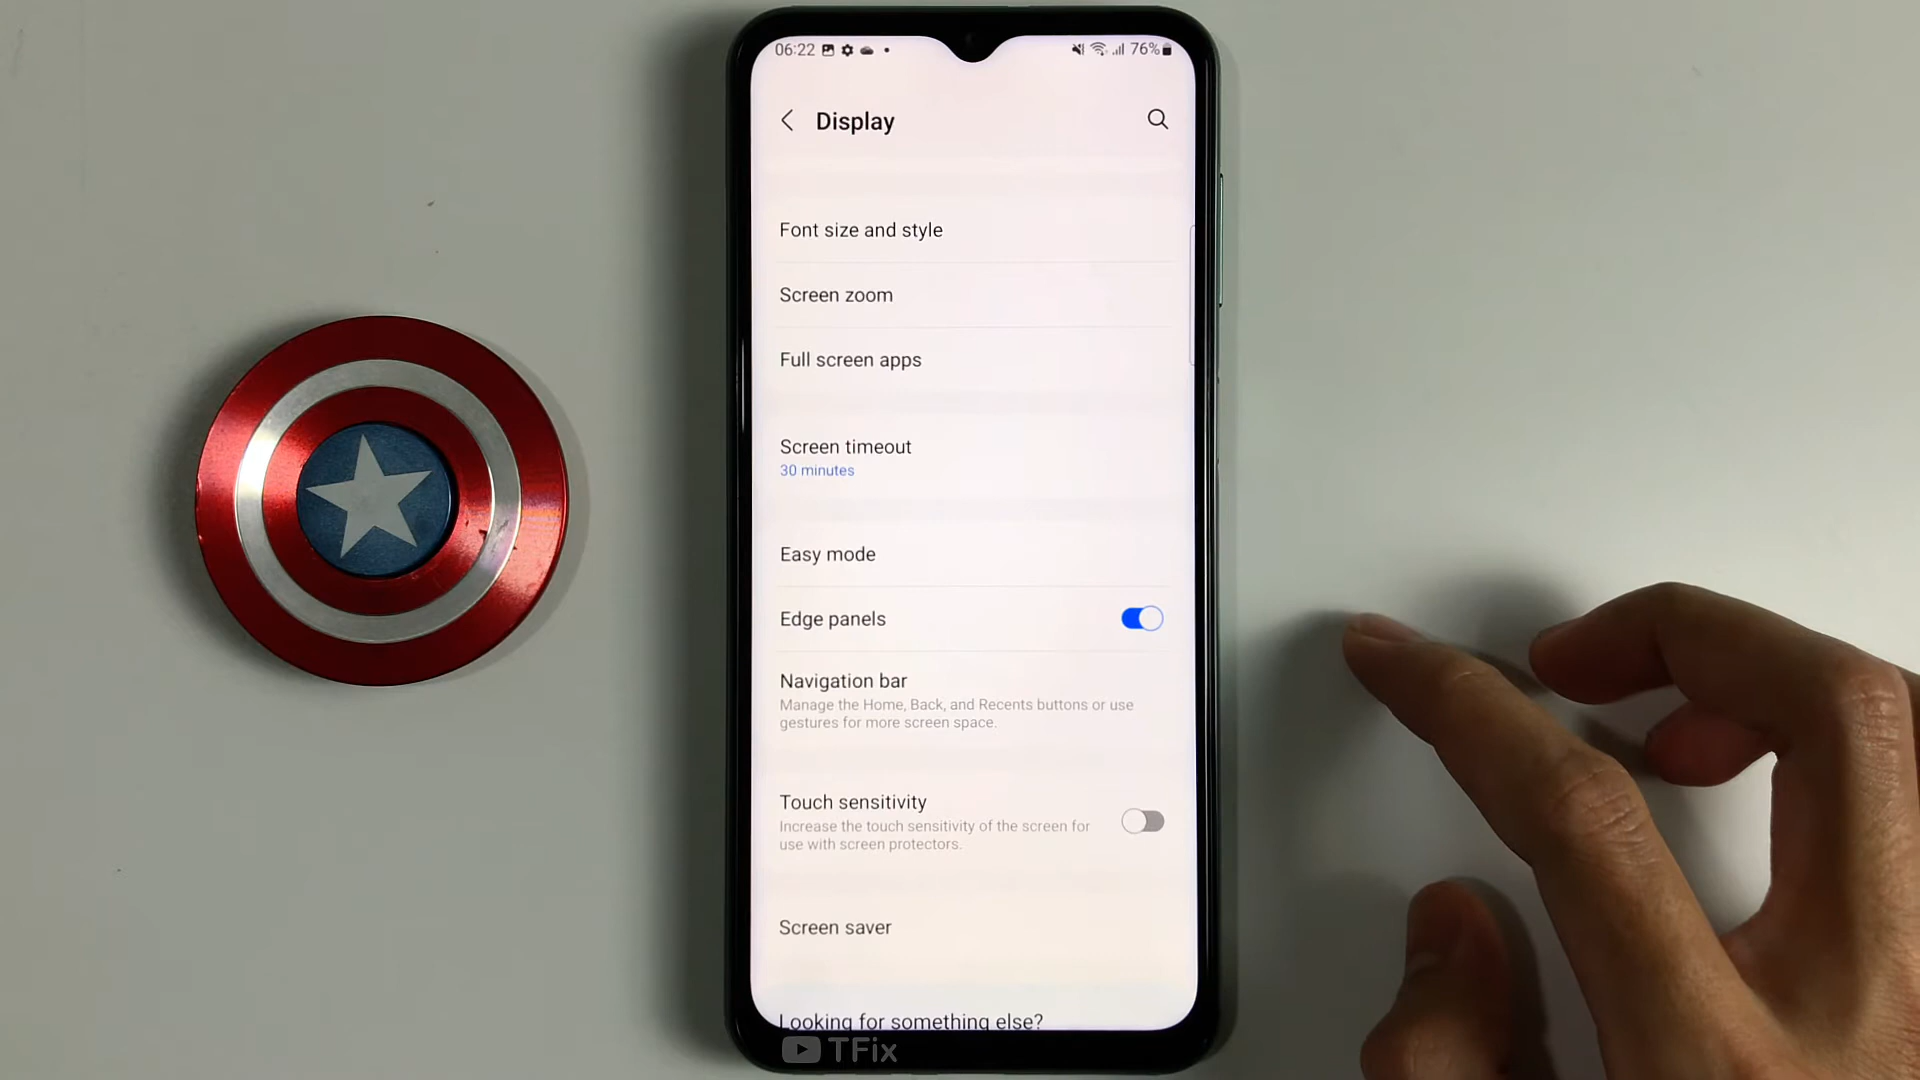 06:22 76%
Display
Font size and style
Screen zoom
Full screen apps
Screen timeout
30 minutes
Easy mode
Edge panels
Navigation bar
Manage the Home, Back, and Recents buttons or use
gestures for more screen space.
Touch sensitivity
Increase the touch sensitivity of the screen for
use with screen protectors.
Screen saver
Looking for something else?
TFix